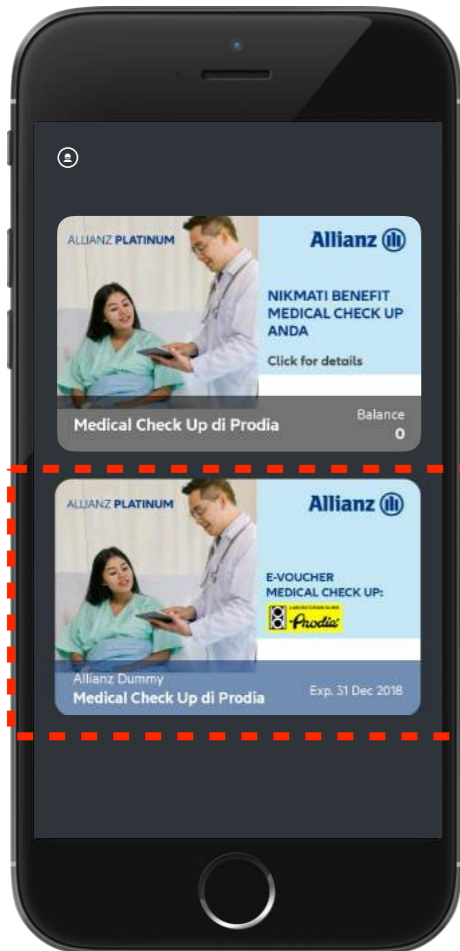 ALLIANZ PLATINUM
Allianz
NIKMATI BENEFIT
MEDICAL CHECK UP
ANDA
Click for details
Medical Check Up di Prodia
Balance
0
ALLIANZ PLATINUM
Allianz
E-VOUCHER
MEDICAL CHECK UP:
Prodia
Allianz Dummy
Medical Check Up di Prodia
Exp. 31 Dec 2018